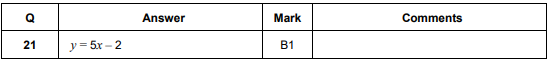 Q Answer Mark Comments
21 y = 5x – 2 B1